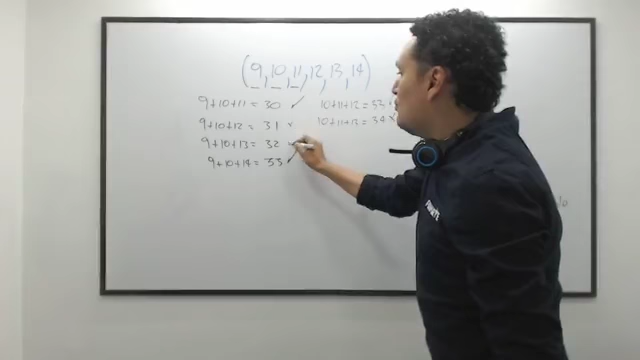 (9, 10, 11, 12, 13, 14)
9+10+11 = 30
9+10+12 = 31
9+10+13 = 32
9+10+14 = 33
10+11+12 = 33
10+11+13 = 34